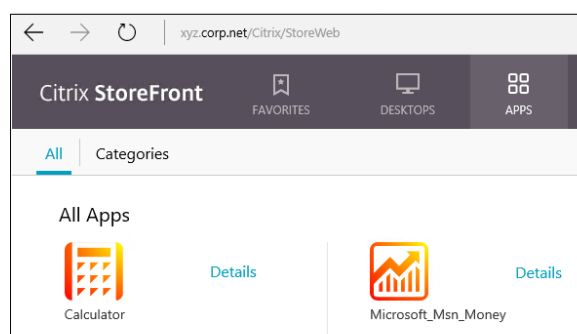 xyz.corp.net/Citrix/StoreWeb
Citrix StoreFront
FAVORITES
DESKTOPS
APPS
All
Categories
All Apps
Details
Details
Calculator
Microsoft_Msn_Money